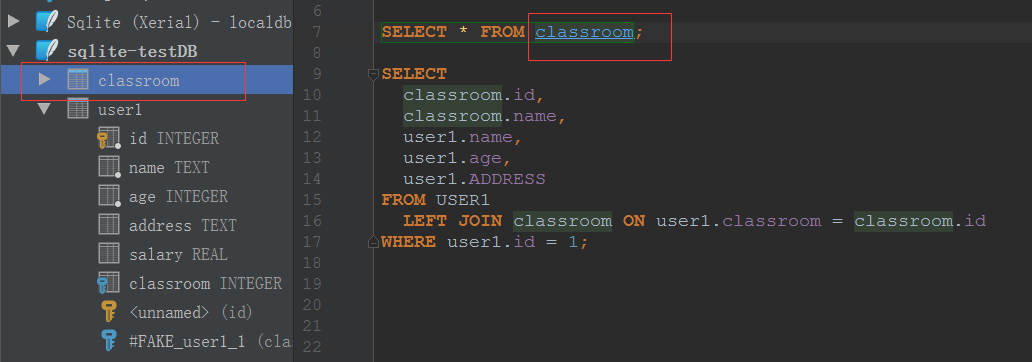 Sqlite (Xerial) - localdb
sqlite-testDB
classroom
user1
id INTEGER
name TEXT
age INTEGER
address TEXT
salary REAL
classroom INTEGER
<unnamed> (id)
#FAKE_user1_1 (cla
6
7 SELECT * FROM classroom;
8
9 SELECT
10 classroom.id,
11 classroom.name,
12 user1.name,
13 user1.age,
14 user1.ADDRESS
15 FROM USER1
16 LEFT JOIN classroom ON user1.classroom = classroom.id
17 WHERE user1.id = 1;
18
19
20
21
22